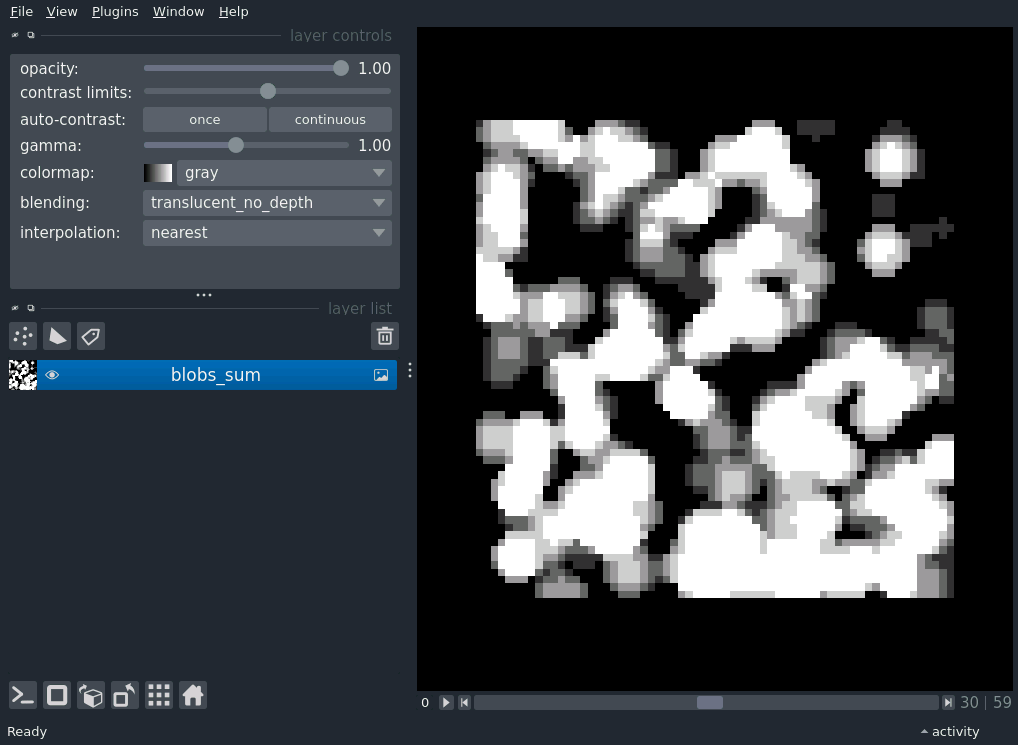 File View Plugins Window Help
layer controls
opacity: 1.00
contrast limits:
auto-contrast: once continuous
gamma: 1.00
colormap: gray
blending: translucent_no_depth
interpolation: nearest
layer list
blobs_sum
0 30 59
Ready activity